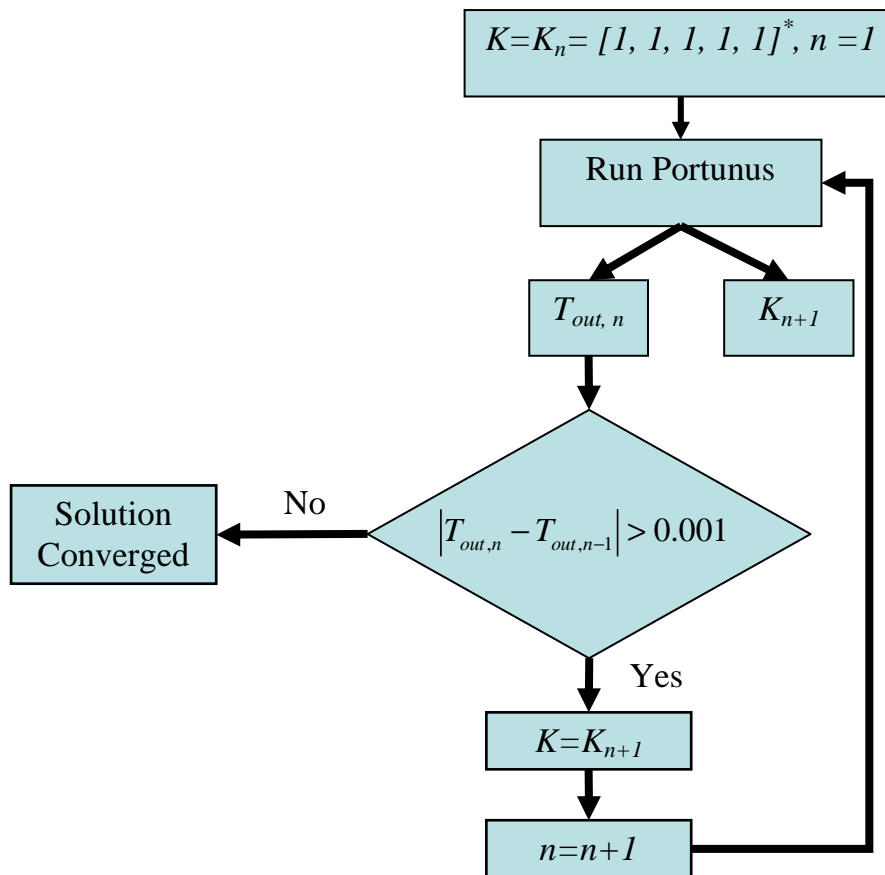 K=Kn= [1, 1, 1, 1, 1]*, n =1
Run Portunus
Tout, n
Kn+1
|Tout,n − Tout,n−1| > 0.001
No
Solution
Converged
Yes
K=Kn+1
n=n+1